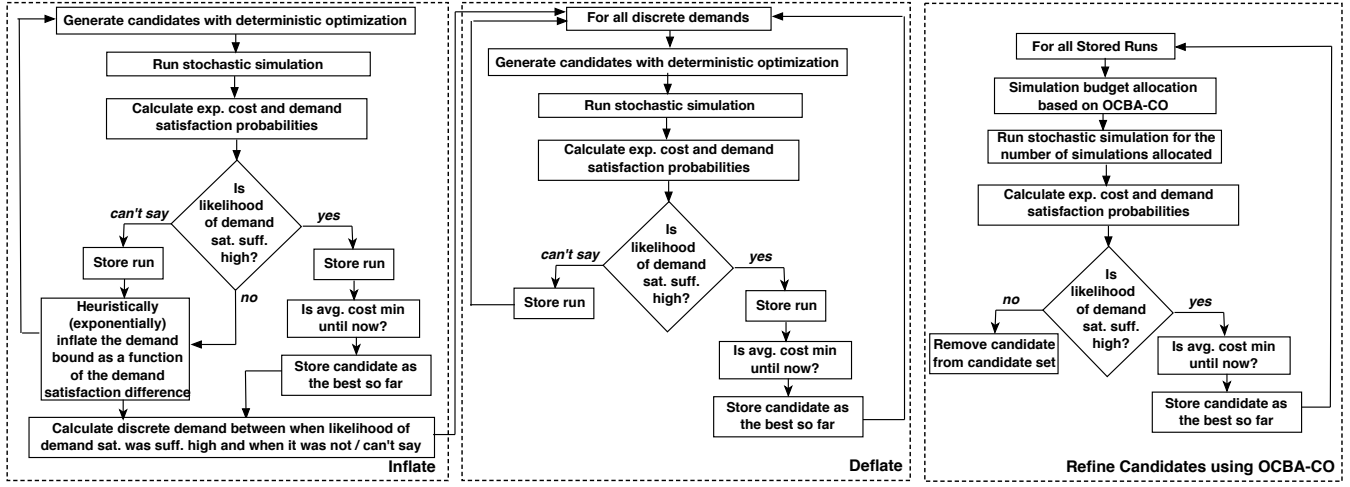 Generate candidates with deterministic optimization
Run stochastic simulation
Calculate exp. cost and demand
satisfaction probabilities
Is
likelihood
of demand
sat. suff.
high?
can't say
yes
no
Store run
Store run
Heuristically
(exponentially)
inflate the demand
bound as a function
of the demand
satisfaction difference
Is avg. cost min
until now?
Store candidate as
the best so far
Calculate discrete demand between when likelihood of
demand sat. was suff. high and when it was not / can't say
Inflate
For all discrete demands
Generate candidates with deterministic optimization
Run stochastic simulation
Calculate exp. cost and demand
satisfaction probabilities
Is
likelihood
of demand
sat. suff.
high?
can't say
yes
Store run
Store run
Is avg. cost min
until now?
Store candidate as
the best so far
Deflate
For all Stored Runs
Simulation budget allocation
based on OCBA-CO
Run stochastic simulation for the
number of simulations allocated
Calculate exp. cost and demand
satisfaction probabilities
Is
likelihood
of demand
sat. suff.
high?
no
yes
Remove candidate
from candidate set
Is avg. cost min
until now?
Store candidate as
the best so far
Refine Candidates using OCBA-CO